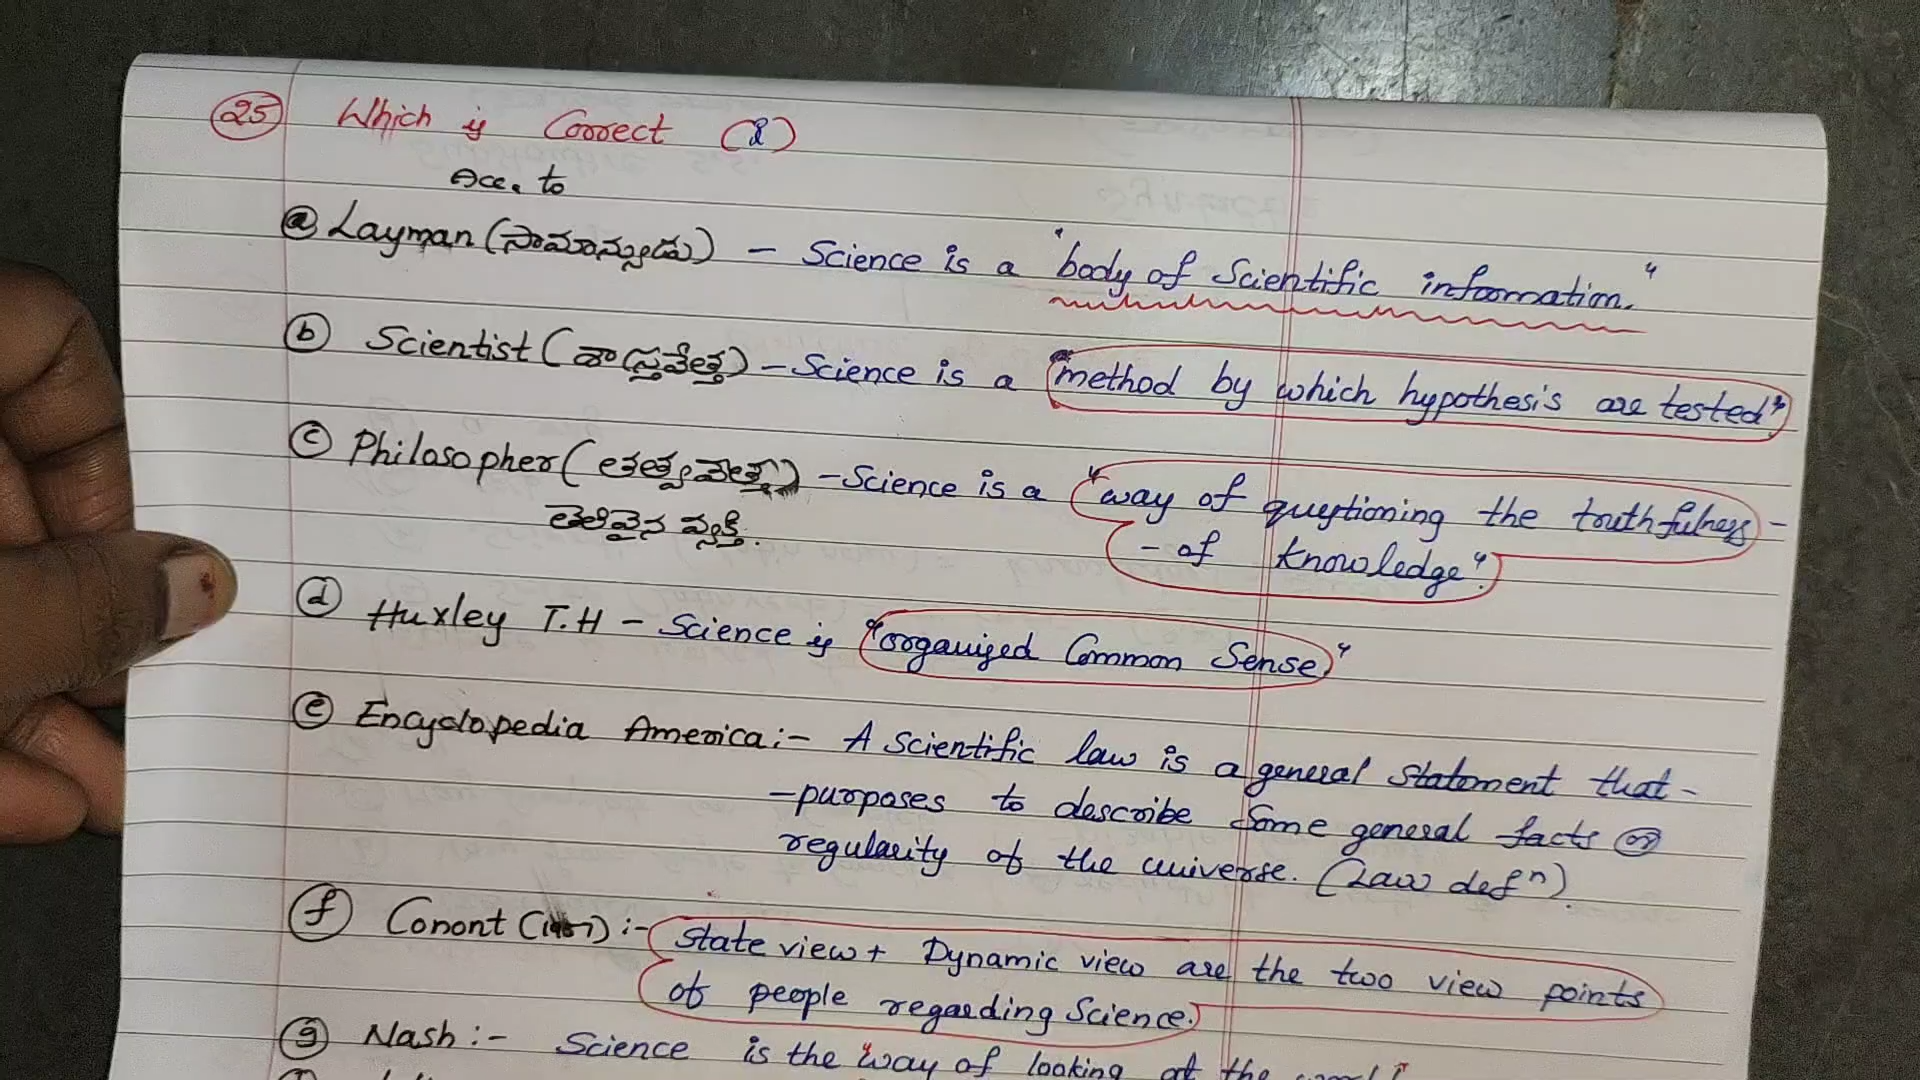 25 Which is Correct (2)
Acc. to
a Layman (సామాన్యుడు) - Science is a "body of Scientific information."
b Scientist (శాస్త్రవేత్త) - Science is a "method by which hypothesis are tested"
c Philosopher (తత్వవేత్త) - Science is a "way of questioning the truthfulness -
తెలివైన వ్యక్తి.
- of knowledge".
d Huxley T.H - Science is "organized Common Sense"
e Encyclopedia America :- A Scientific law is a general statement that -
- purposes to describe some general facts or
regularity of the universe. (Law defn).
f Conont :- State view + Dynamic view are the two view points
of people regarding Science.
g Nash :- Science is the way of looking at the